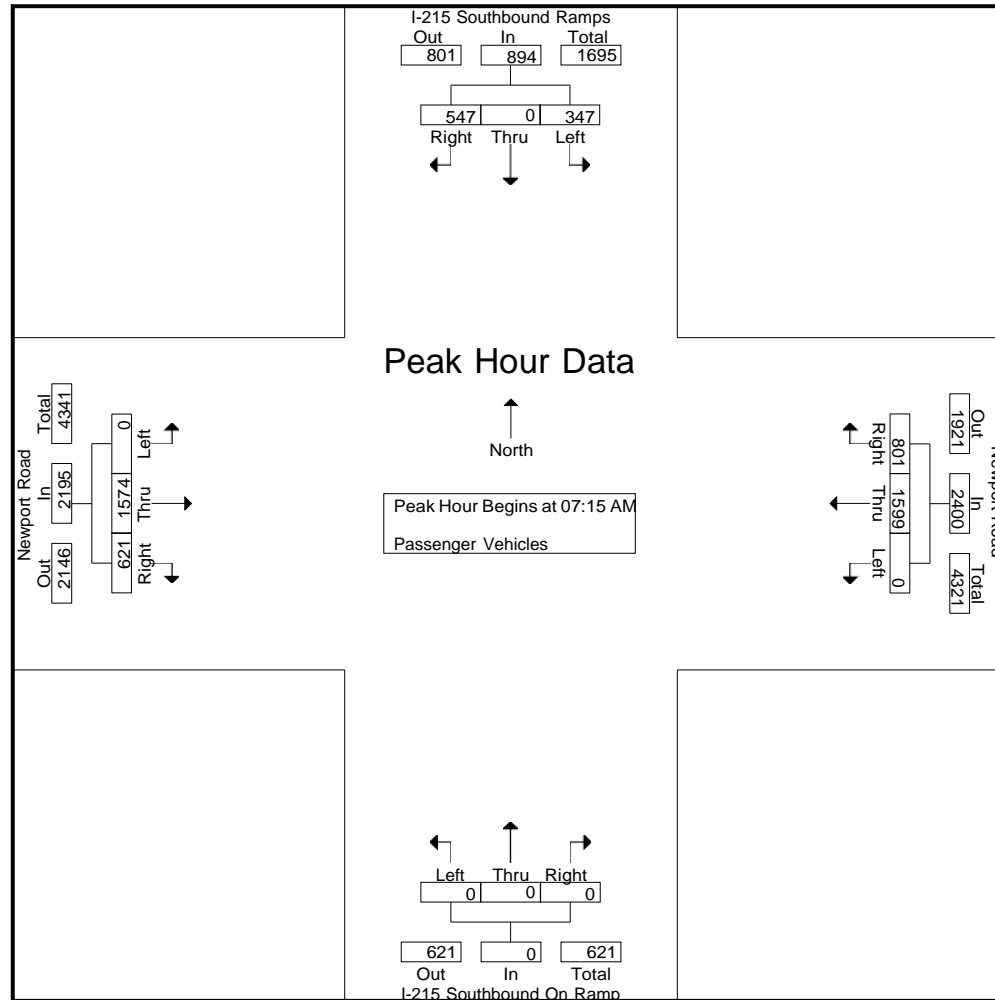 I-215 Southbound Ramps
Out In Total
801 894 1695
547 0 347
Right Thru Left
Peak Hour Data
North
Peak Hour Begins at 07:15 AM
Passenger Vehicles
Newport Road
Total In Out
4341 2195 2146
0 1574 621
Left Thru Right
Right Thru Left
801 1599 0
1921 2400 4321
Out In Total
Newport Road
Left Thru Right
0 0 0
621 0 621
Out In Total
I-215 Southbound On Ramp